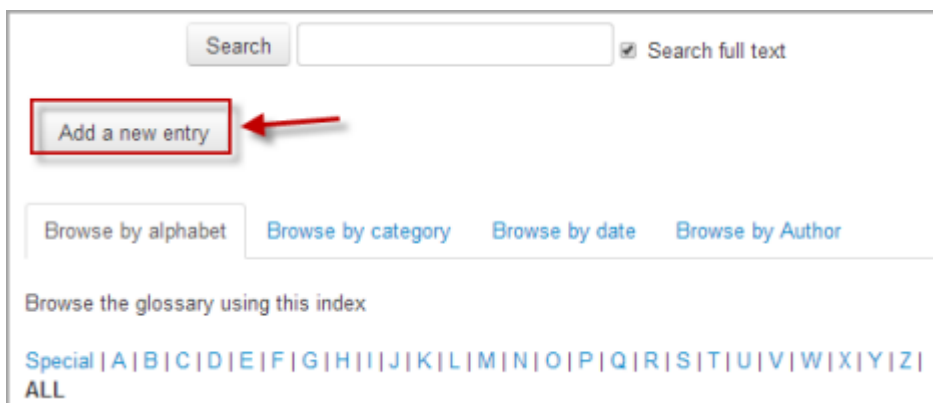 Search Search full text
Add a new entry
Browse by alphabet Browse by category Browse by date Browse by Author
Browse the glossary using this index
Special | A | B | C | D | E | F | G | H | I | J | K | L | M | N | O | P | Q | R | S | T | U | V | W | X | Y | Z |
ALL